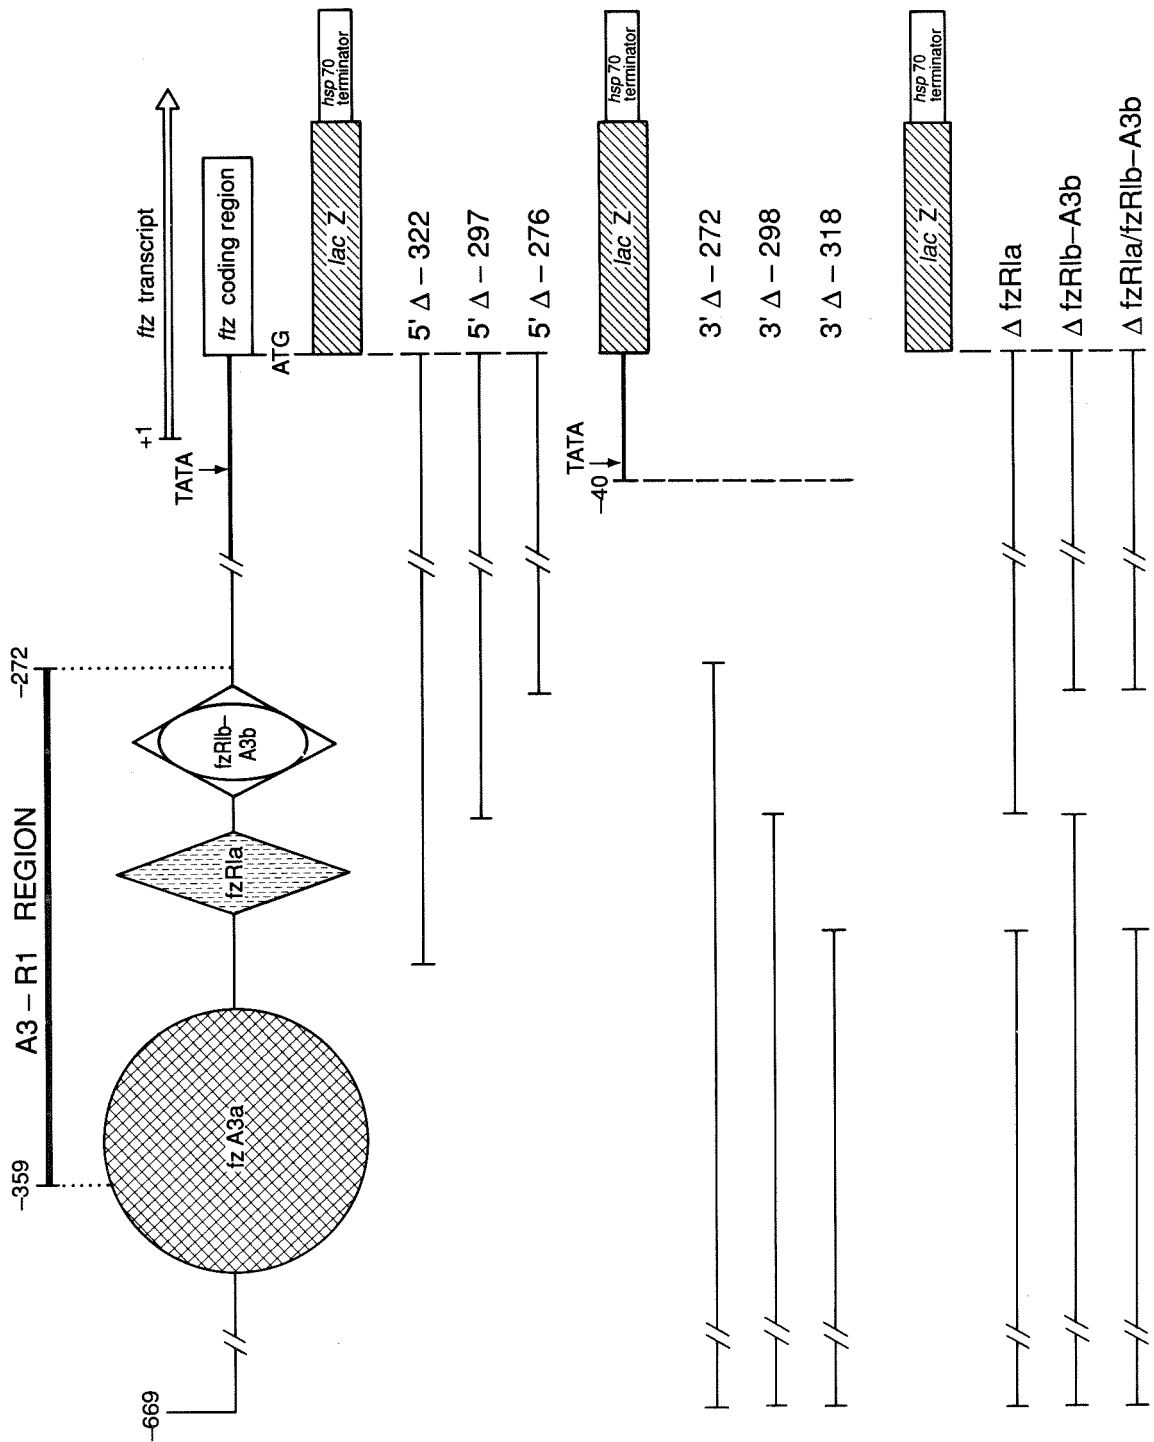 A3 – R1 REGION
–359
–272
–669
fz A3a
fzRIa
fzRIb–
A3b
TATA
+1
ftz transcript
ftz coding region
ATG
lac Z
hsp 70
terminator
5' Δ – 322
5' Δ – 297
5' Δ – 276
–40
TATA
lac Z
hsp 70
terminator
3' Δ – 272
3' Δ – 298
3' Δ – 318
lac Z
hsp 70
terminator
Δ fzRIa
Δ fzRIb–A3b
Δ fzRIa/fzRIb–A3b